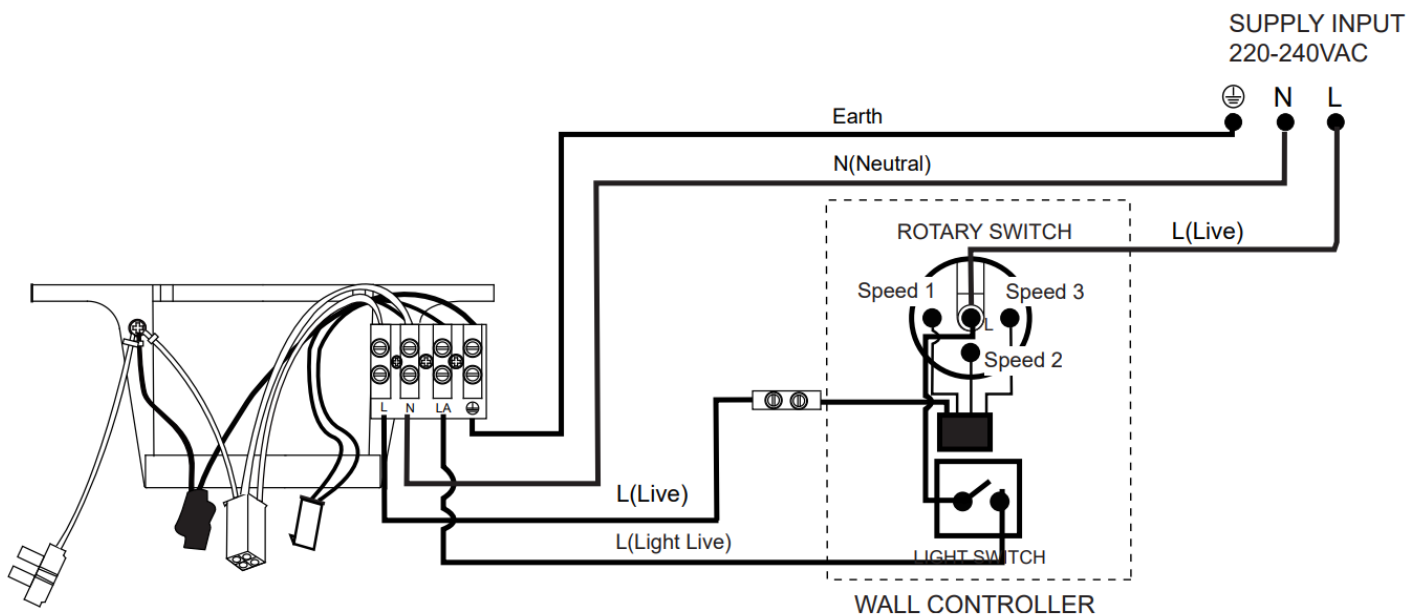 SUPPLY INPUT
220-240VAC
N L
Earth
N(Neutral)
ROTARY SWITCH
L(Live)
Speed 1
Speed 3
L
Speed 2
L N LA
L(Live)
L(Light Live)
LIGHT SWITCH
WALL CONTROLLER